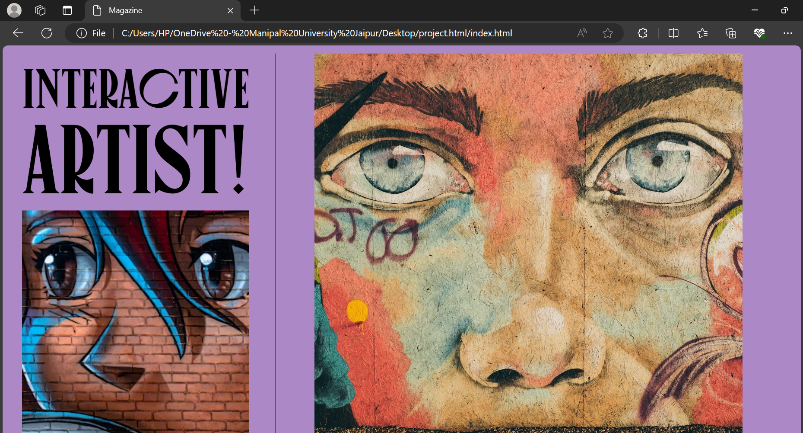 Magazine
File
C:/Users/HP/OneDrive%20-%20Manipal%20University%20Jaipur/Desktop/project.html/index.html
INTERACTIVE
ARTIST!